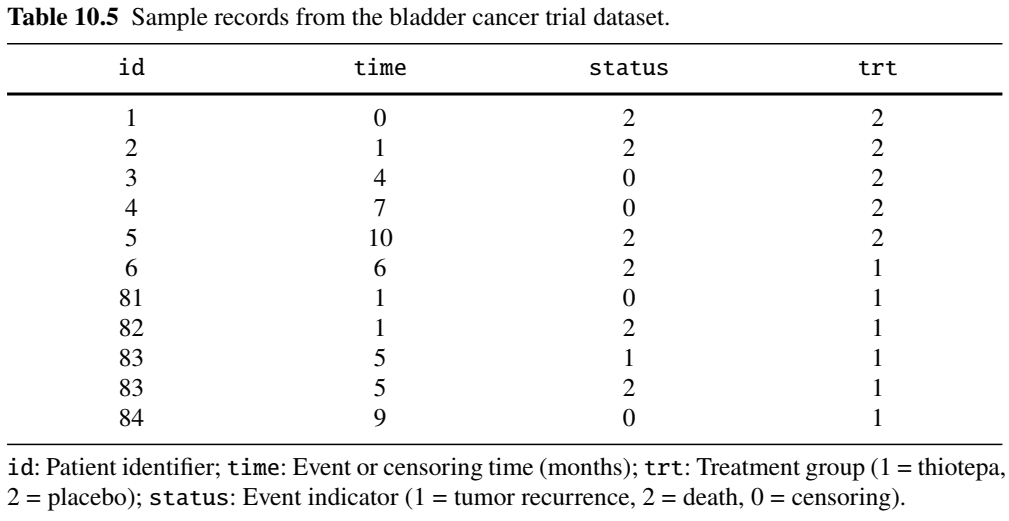 Table 10.5 Sample records from the bladder cancer trial dataset.
id time status trt
1 0 2 2
2 1 2 2
3 4 0 2
4 7 0 2
5 10 2 2
6 6 2 1
81 1 0 1
82 1 2 1
83 5 1 1
83 5 2 1
84 9 0 1
id: Patient identifier; time: Event or censoring time (months); trt: Treatment group (1 = thiotepa,
2 = placebo); status: Event indicator (1 = tumor recurrence, 2 = death, 0 = censoring).